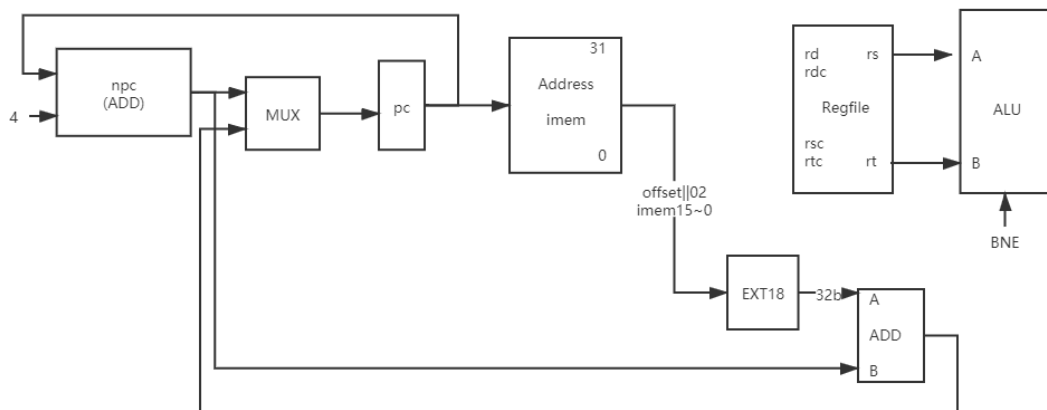 npc
(ADD)
4
MUX
pc
31
Address
imem
0
offset||02
imem15~0
EXT18
32b
A
ADD
B
rd rs
rdc
Regfile
rsc
rtc rt
A
ALU
B
BNE